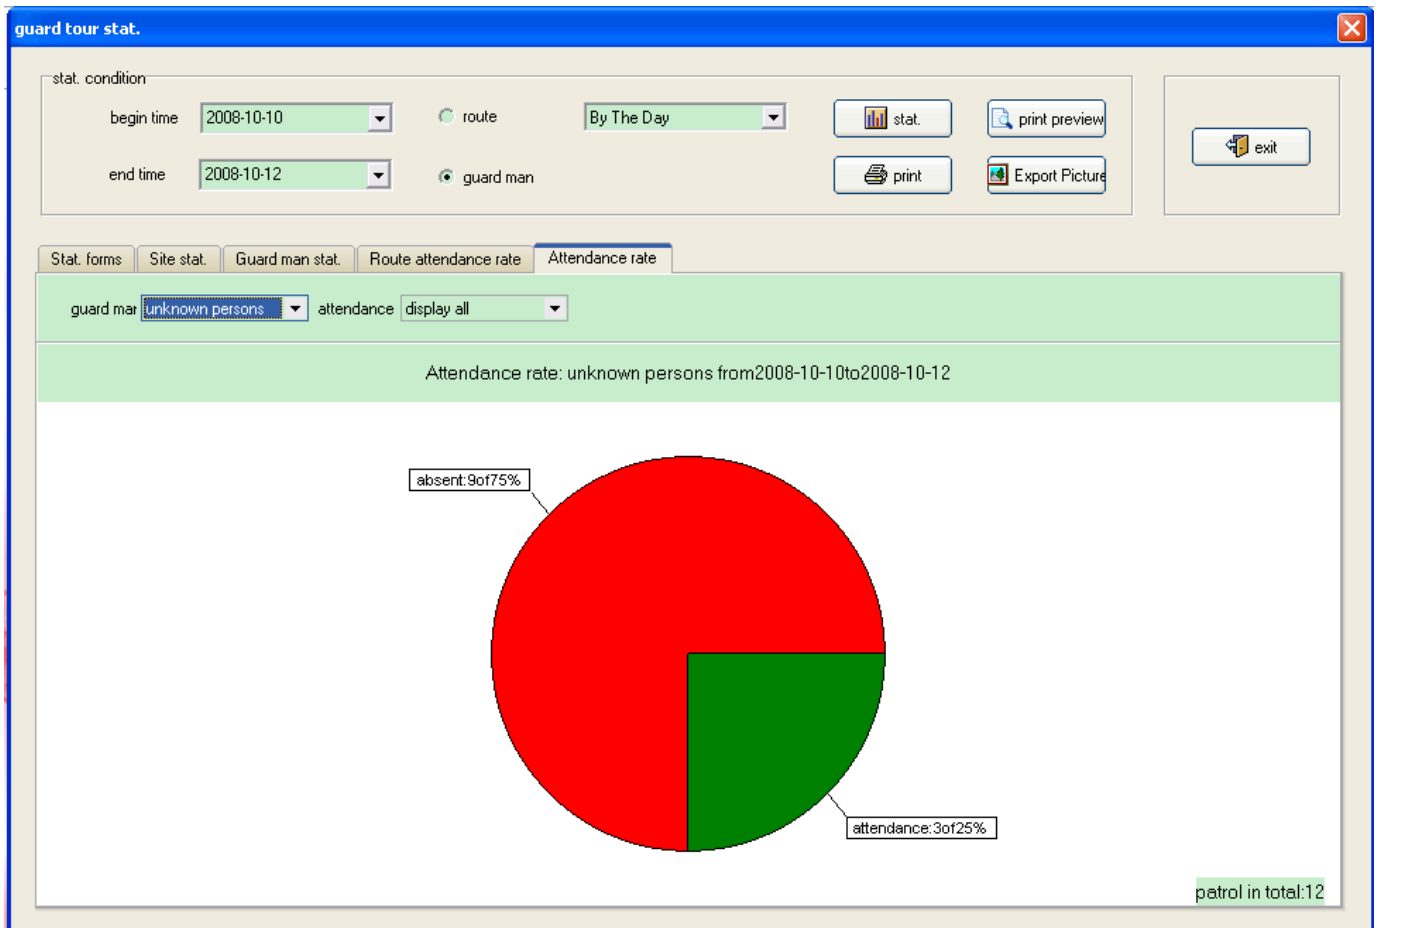 guard tour stat.
stat. condition
begin time 2008-10-10 route By The Day stat. print preview
exit
end time 2008-10-12 guard man print Export Picture
Stat. forms Site stat. Guard man stat. Route attendance rate Attendance rate
guard mar unknown persons attendance display all
Attendance rate: unknown persons from2008-10-10to2008-10-12
absent:9of75%
attendance:3of25%
patrol in total:12